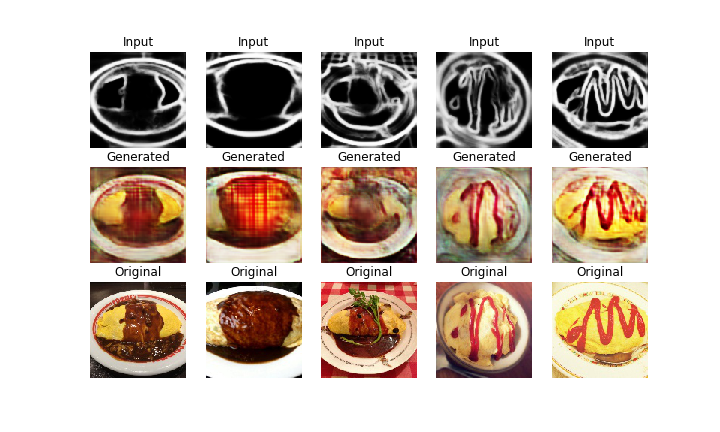 Input Input Input Input Input
Generated Generated Generated Generated Generated
Original Original Original Original Original